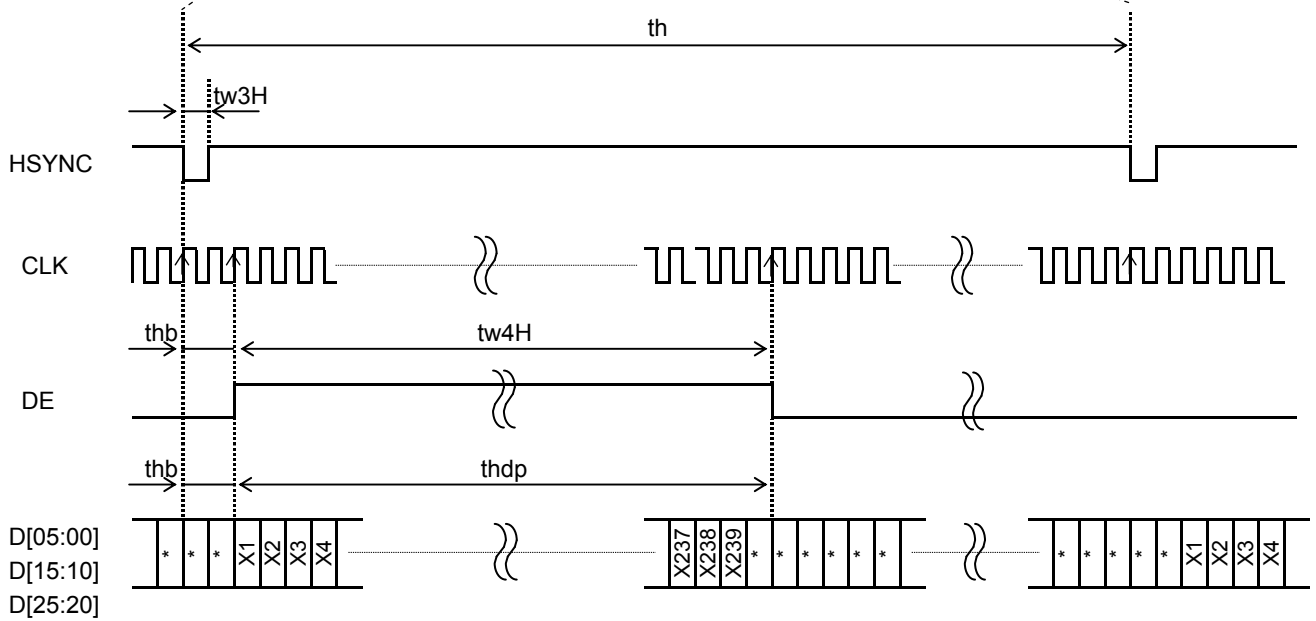 th
tw3H
HSYNC
CLK
thb tw4H
DE
thb thdp
D[05:00]
D[15:10]
D[25:20]
* * * X1 X2 X3 X4 X237 X238 X239 * * * * * * * * * * * X1 X2 X3 X4